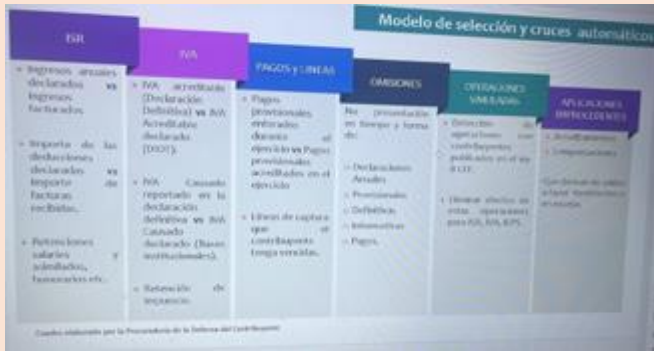 Modelo de selección y cruces automáticos
ISR
• Ingresos anuales
declarados vs
Ingresos
facturados.
• Importe de las
deducciones
declaradas vs
Importe de
facturas
recibidas.
• Retenciones
salarios y
asimilados,
honorarios etc.
IVA
• IVA acreditable
(Declaración
Definitiva) vs IVA
Acreditable
declarado
(DIOT).
• IVA Causado
reportado en la
declaración
definitiva vs IVA
Causado
declarado (bases
institucionales).
• Retención de
impuestos.
PAGOS y LINEAS
• Pagos
provisionales
enterados
durante el
ejercicio vs Pagos
provisionales
acreditados en el
ejercicio
• Líneas de captura
que el
contribuyente
tenga vencidas.
OMISIONES
No presentación
en tiempo y forma
de:
Declaraciones
Anuales
Provisionales
Definitivas
Informativas
Pagos.
OPERACIONES
SIMULADAS
• Detección de
operaciones con
contribuyentes
publicados en el
• Eliminar efectos de
estas operaciones
para ISR, IVA, IEPS.
APLICACIONES
IMPROCEDENTES
Acreditamientos
Compensaciones
Cuadro elaborado por la Procuraduría de la Defensa del Contribuyente